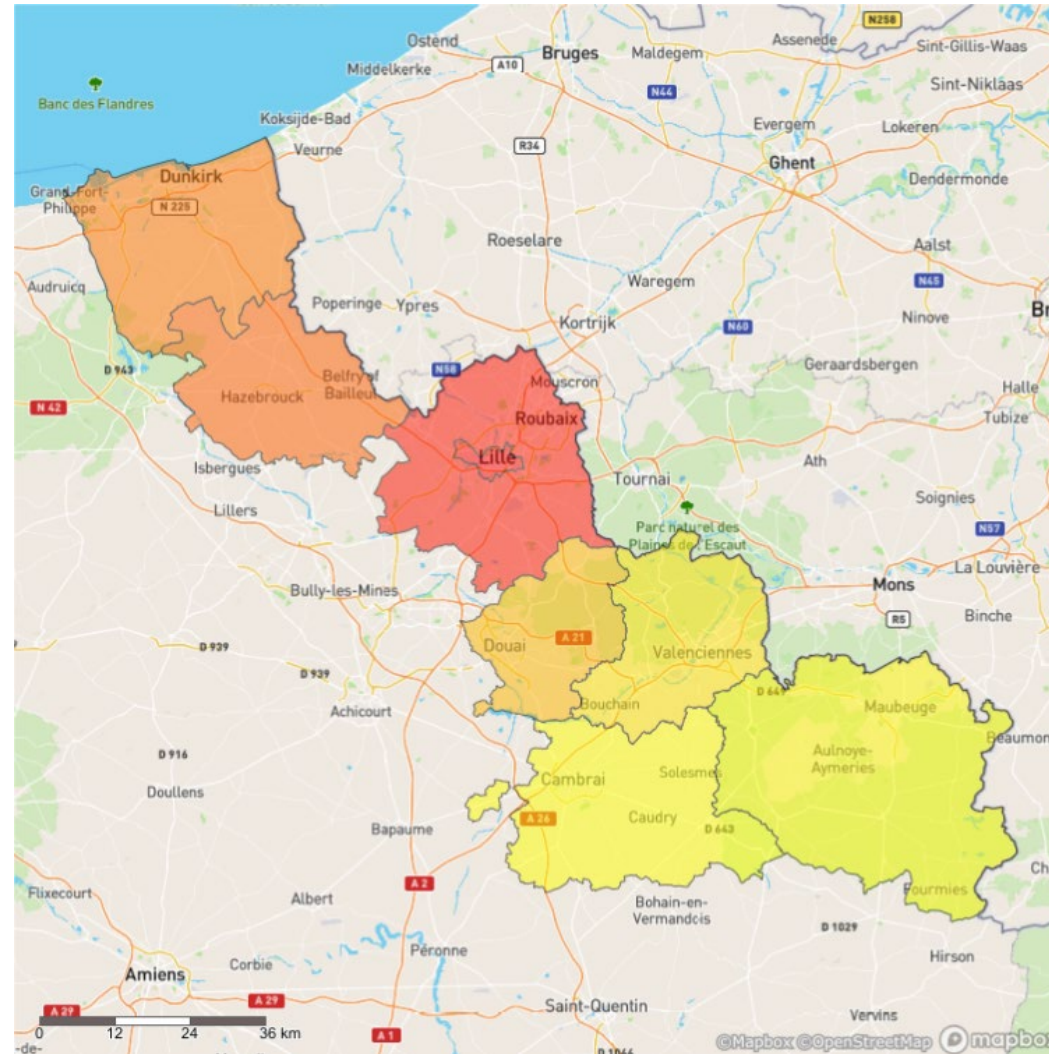 N258
Ostend
Bruges
Maldegem
Assenede
Sint-Gillis-Waas
Middelkerke
A10
Banc des Flandres
N44
Sint-Niklaas
Koksijde-Bad
Evergem
Lokeren
Veurne
R34
Ghent
Dunkirk
Dendermonde
Grand-Fort-
Philippe
N 225
Roeselare
Aalst
Audruicq
Waregem
N45
Poperinge
Ypres
Ninove
Br
Kortrijk
N60
D 943
N58
Geraardsbergen
Belfry of
Bailleul
Mouscron
Halle
Hazebrouck
N 42
Roubaix
Tubize
Lille
Ath
Isbergues
Tournai
Soignies
Lillers
Parc naturel des
Plaines de l'Escaut
N57
La Louvière
Bully-les-Mines
Mons
Binche
R5
D 939
Douai
A 21
Valenciennes
D 939
D 649
Bouchain
Maubeuge
Achicourt
Beaumon
D 916
Aulnoye-
Aymeries
Cambrai
Solesmes
Doullens
A 26
Caudry
D 643
Bapaume
A 2
Ch
Flixecourt
Albert
Fourmies
Bohain-en-
Vermandois
D 1029
Péronne
Hirson
Corbie
Amiens
A 29
A 29
Saint-Quentin
Vervins
0 12 24 36 km
A 1
-de-
D 1066
©Mapbox ©OpenStreetMap
mapbox